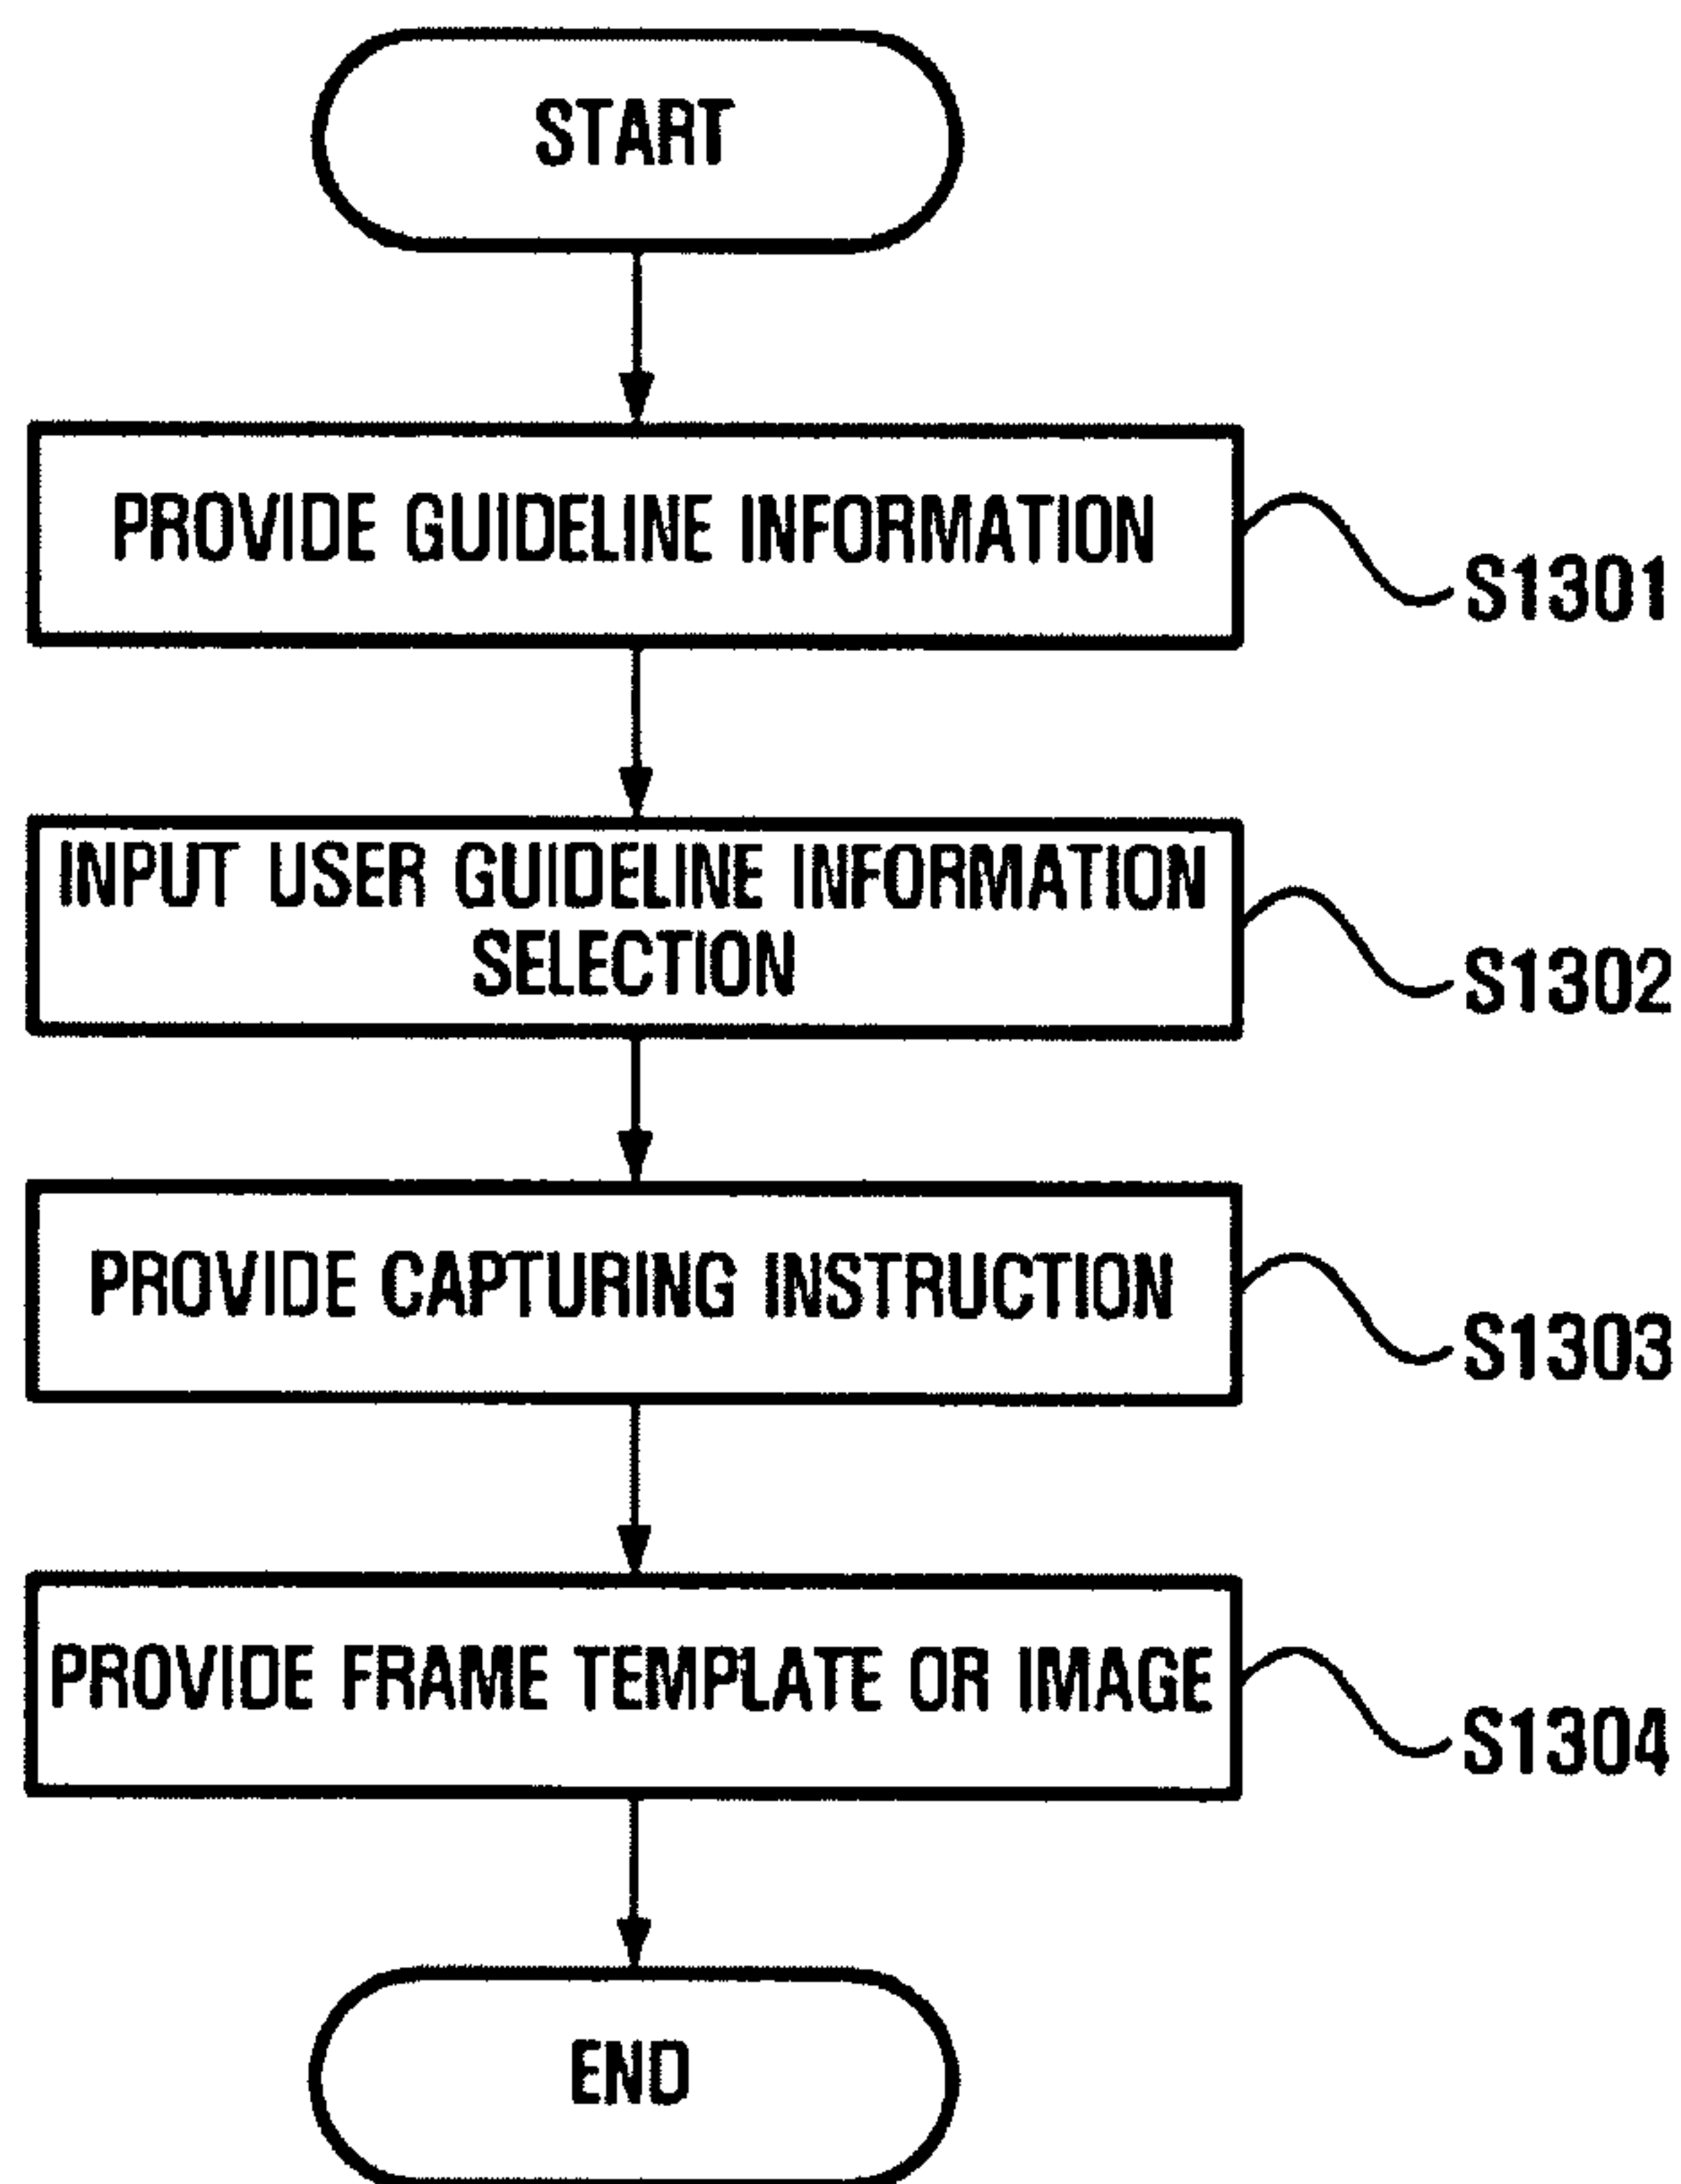 START
PROVIDE GUIDELINE INFORMATION
S1301
INPUT USER GUIDELINE INFORMATION
SELECTION
S1302
PROVIDE CAPTURING INSTRUCTION
S1303
PROVIDE FRAME TEMPLATE OR IMAGE
S1304
END